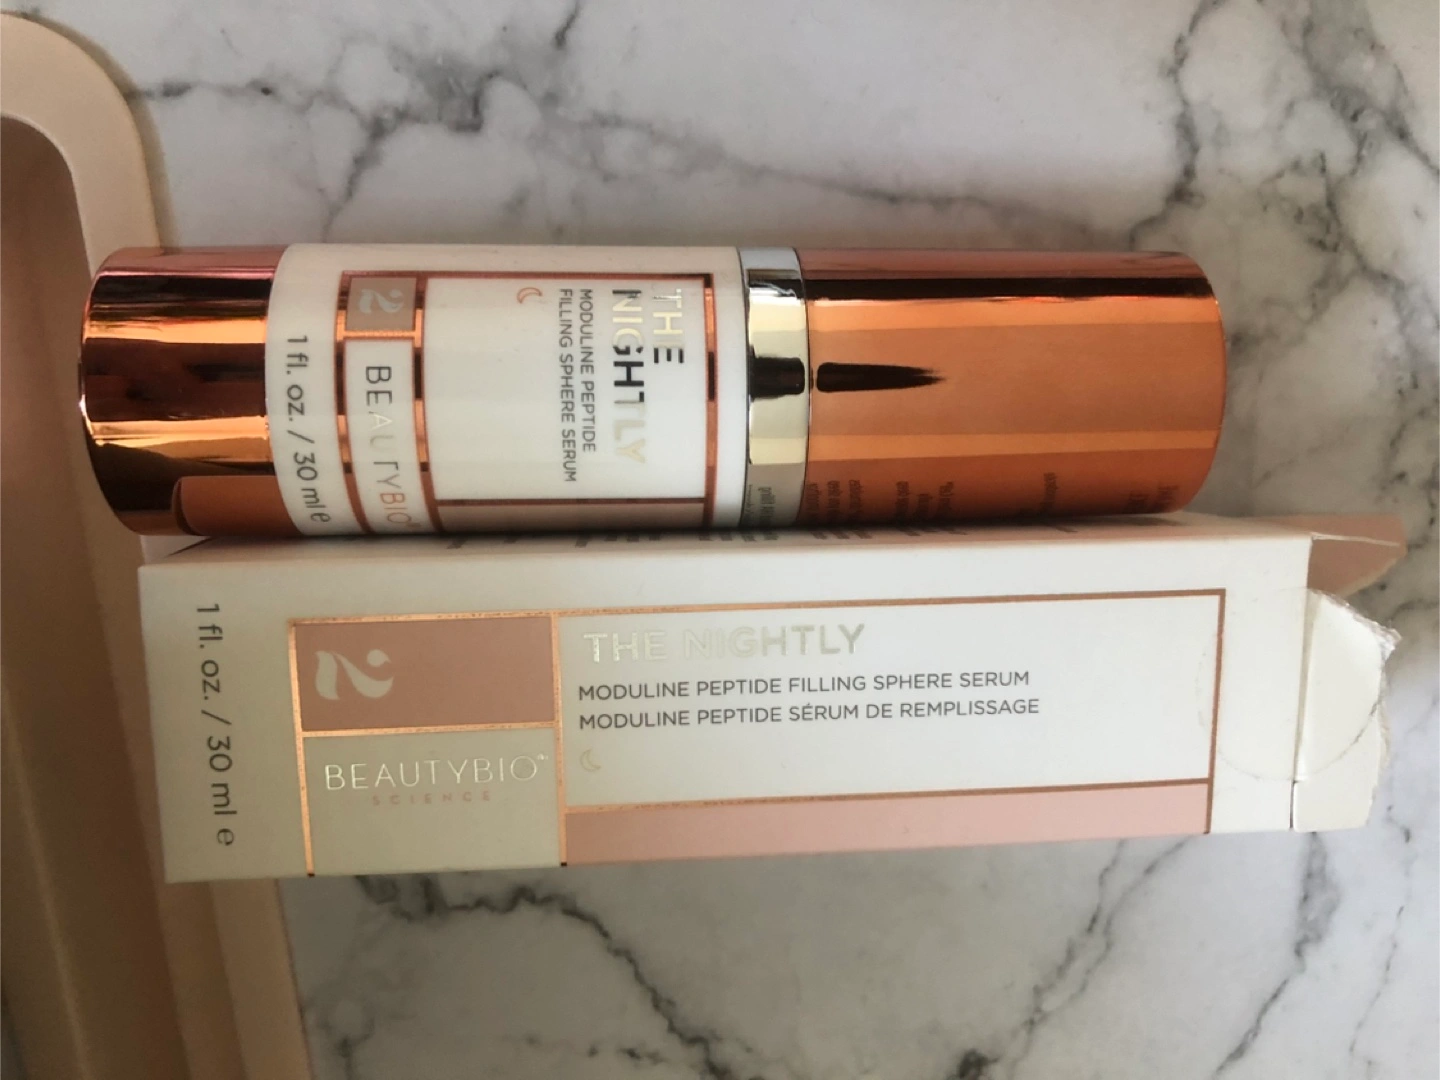 THE
NIGHTLY
MODULINE PEPTIDE
FILLING SPHERE SERUM
2
BEAUTYBIO
1 fl. oz. / 30 ml e
THE NIGHTLY
MODULINE PEPTIDE FILLING SPHERE SERUM
MODULINE PEPTIDE SÉRUM DE REMPLISSAGE
2
BEAUTYBIO™
SCIENCE
1 fl. oz. / 30 ml e